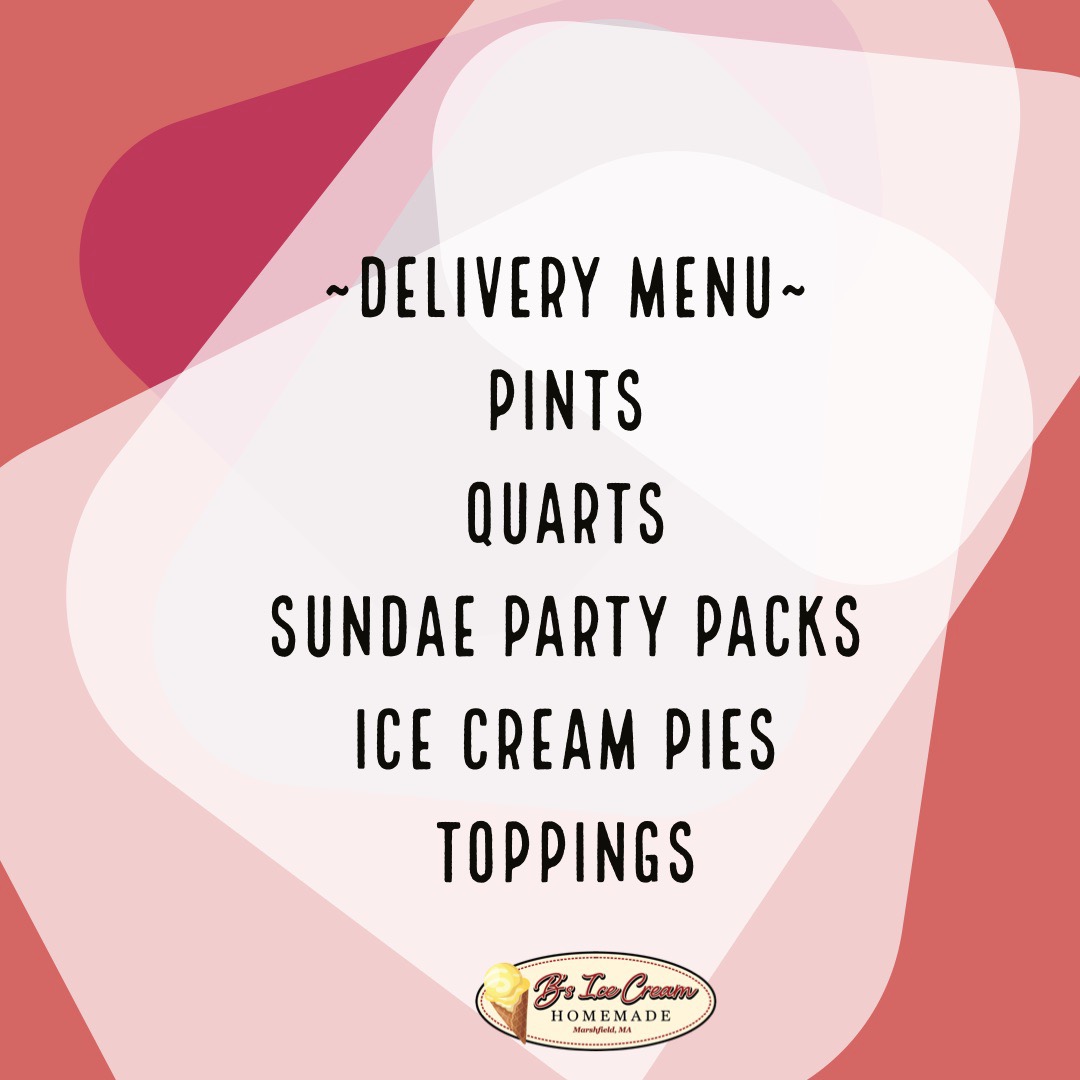 ~DELIVERY MENU~
PINTS
QUARTS
SUNDAE PARTY PACKS
ICE CREAM PIES
TOPPINGS
B's Ice Cream
HOMEMADE
Marshfield, MA